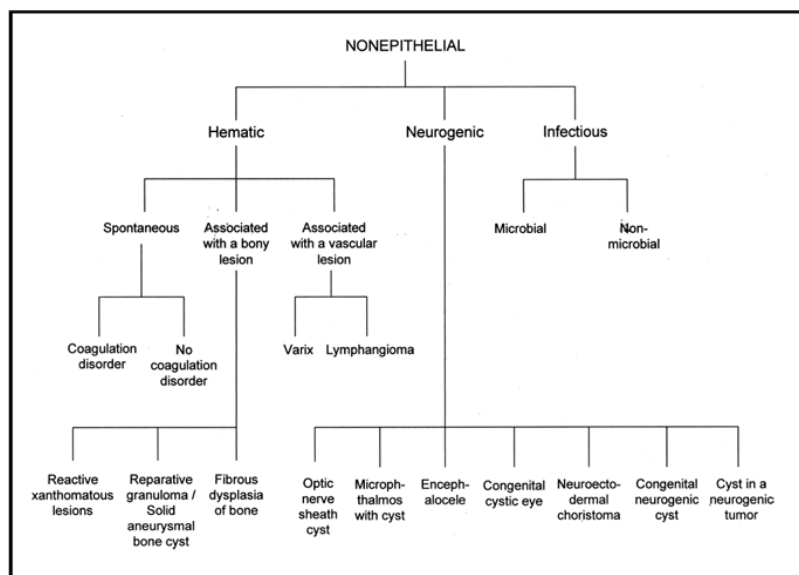 NONEPITHELIAL
Hematic
Neurogenic
Infectious
Spontaneous
Associated
with a bony
lesion
Associated
with a vascular
lesion
Microbial
Non-
microbial
Coagulation
disorder
No
coagulation
disorder
Varix
Lymphangioma
Reactive
xanthomatous
lesions
Reparative
granuloma /
Solid
aneurysmal
bone cyst
Fibrous
dysplasia
of bone
Optic
nerve
sheath
cyst
Microph-
thalmos
with cyst
Enceph-
alocele
Congenital
cystic eye
Neuroecto-
dermal
choristoma
Congenital
neurogenic
cyst
Cyst in a
neurogenic
tumor